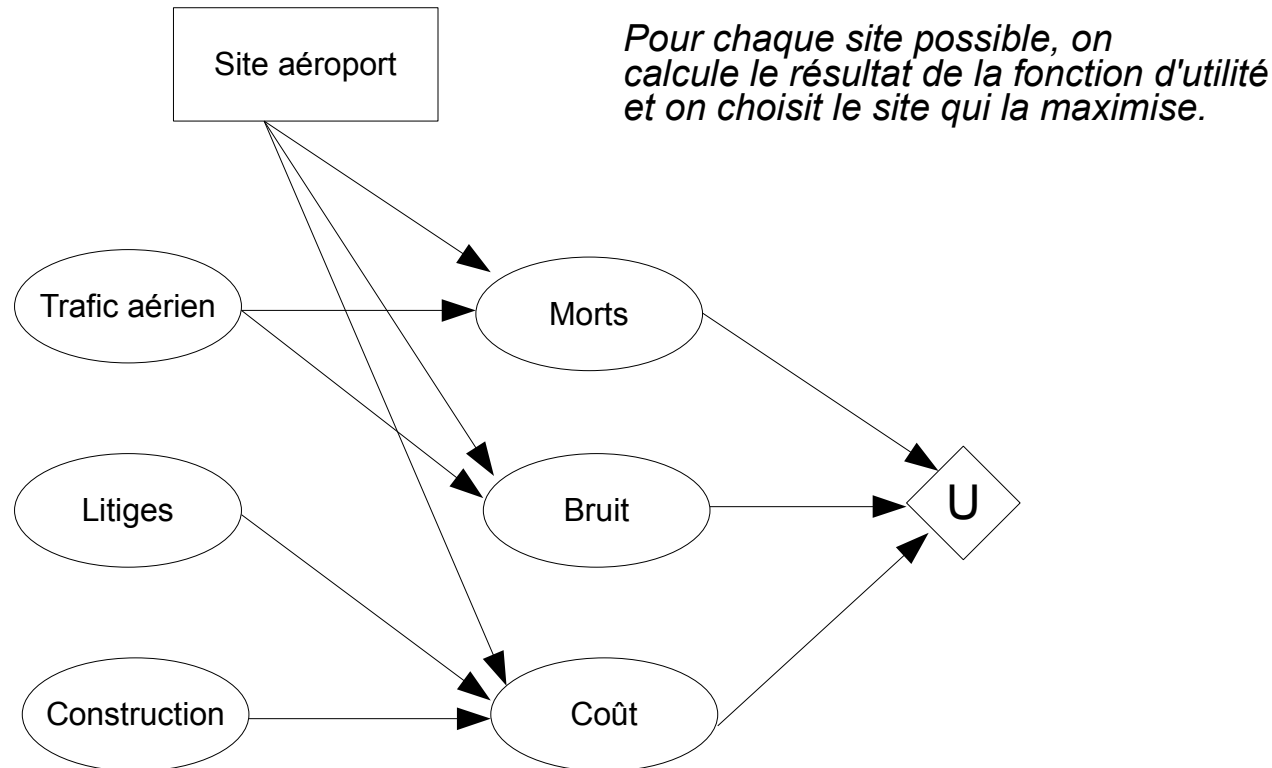 Site aéroport
Pour chaque site possible, on
calcule le résultat de la fonction d'utilité
et on choisit le site qui la maximise.
Trafic aérien
Morts
Litiges
Bruit
U
Construction
Coût